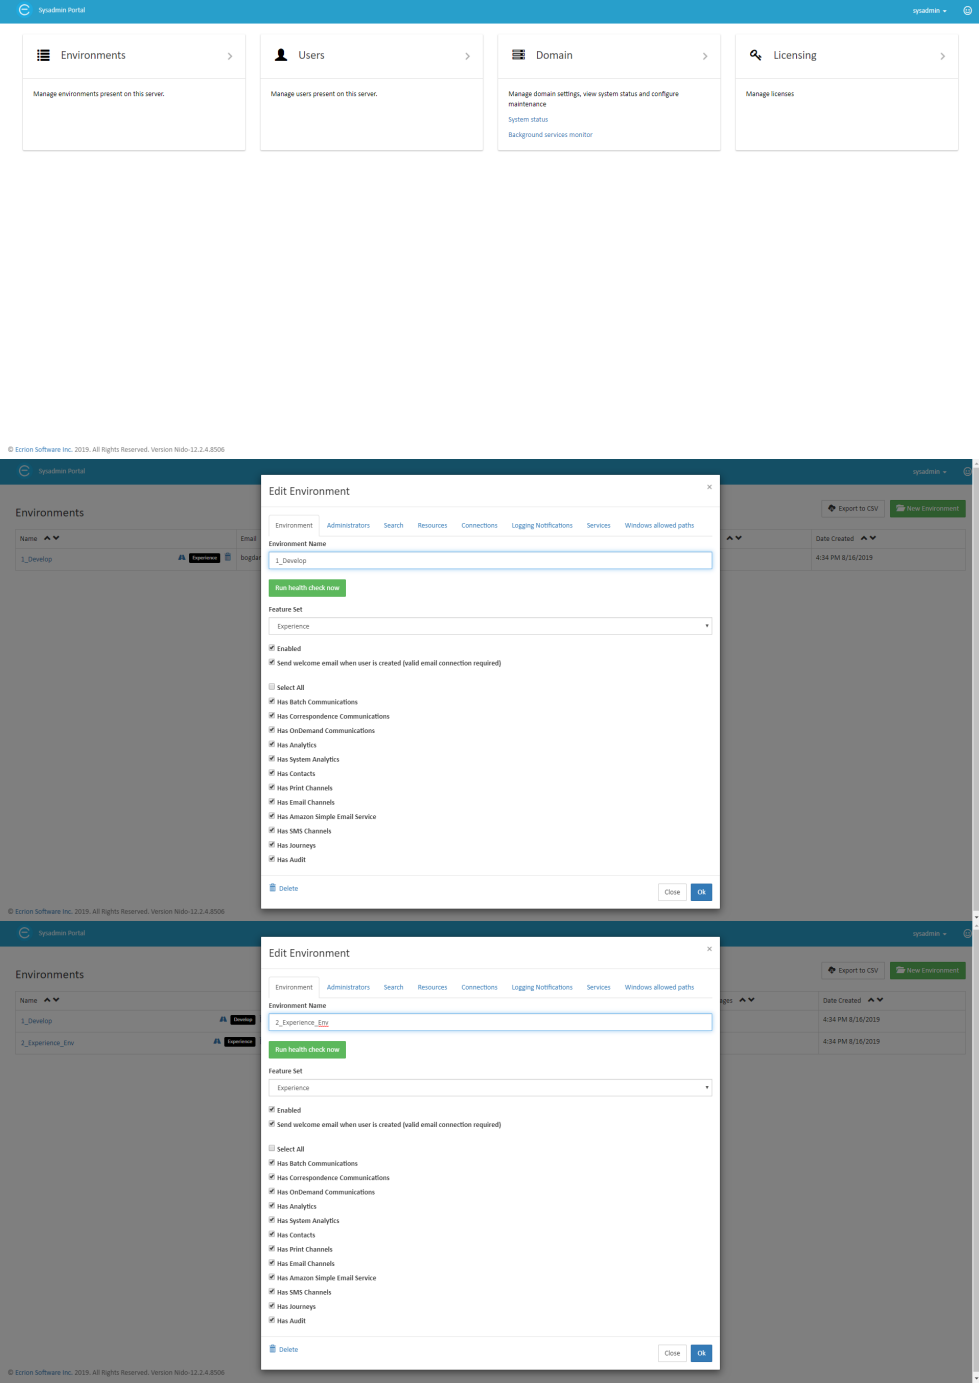 Sysadmin Portal
sysadmin
Environments
Users
Domain
Licensing
Manage environments present on this server.
Manage users present on this server.
Manage domain settings, view system status and configure
maintenance
System status
Background services monitor
Manage licenses
© Ecrion Software Inc. 2019. All Rights Reserved. Version Nido-12.2.4.8506
Sysadmin Portal
sysadmin
Environments
Export to CSV
New Environment
Name
Email
Date Created
1_Develop
Experience
bogdan
4:34 PM 8/16/2019
Edit Environment
×
Environment Administrators Search Resources Connections Logging Notifications Services Windows allowed paths
Environment Name
1_Develop
Run health check now
Feature Set
Experience
Enabled
Send welcome email when user is created (valid email connection required)
Select All
Has Batch Communications
Has Correspondence Communications
Has OnDemand Communications
Has Analytics
Has System Analytics
Has Contacts
Has Print Channels
Has Email Channels
Has Amazon Simple Email Service
Has SMS Channels
Has Journeys
Has Audit
Delete
Close
Ok
© Ecrion Software Inc. 2019. All Rights Reserved. Version Nido-12.2.4.8506
Sysadmin Portal
sysadmin
Environments
Export to CSV
New Environment
Name
ages
Date Created
1_Develop
Develop
4:34 PM 8/16/2019
2_Experience_Env
Experience
4:34 PM 8/16/2019
Edit Environment
×
Environment Administrators Search Resources Connections Logging Notifications Services Windows allowed paths
Environment Name
2_Experience_Env
Run health check now
Feature Set
Experience
Enabled
Send welcome email when user is created (valid email connection required)
Select All
Has Batch Communications
Has Correspondence Communications
Has OnDemand Communications
Has Analytics
Has System Analytics
Has Contacts
Has Print Channels
Has Email Channels
Has Amazon Simple Email Service
Has SMS Channels
Has Journeys
Has Audit
Delete
Close
Ok
© Ecrion Software Inc. 2019. All Rights Reserved. Version Nido-12.2.4.8506